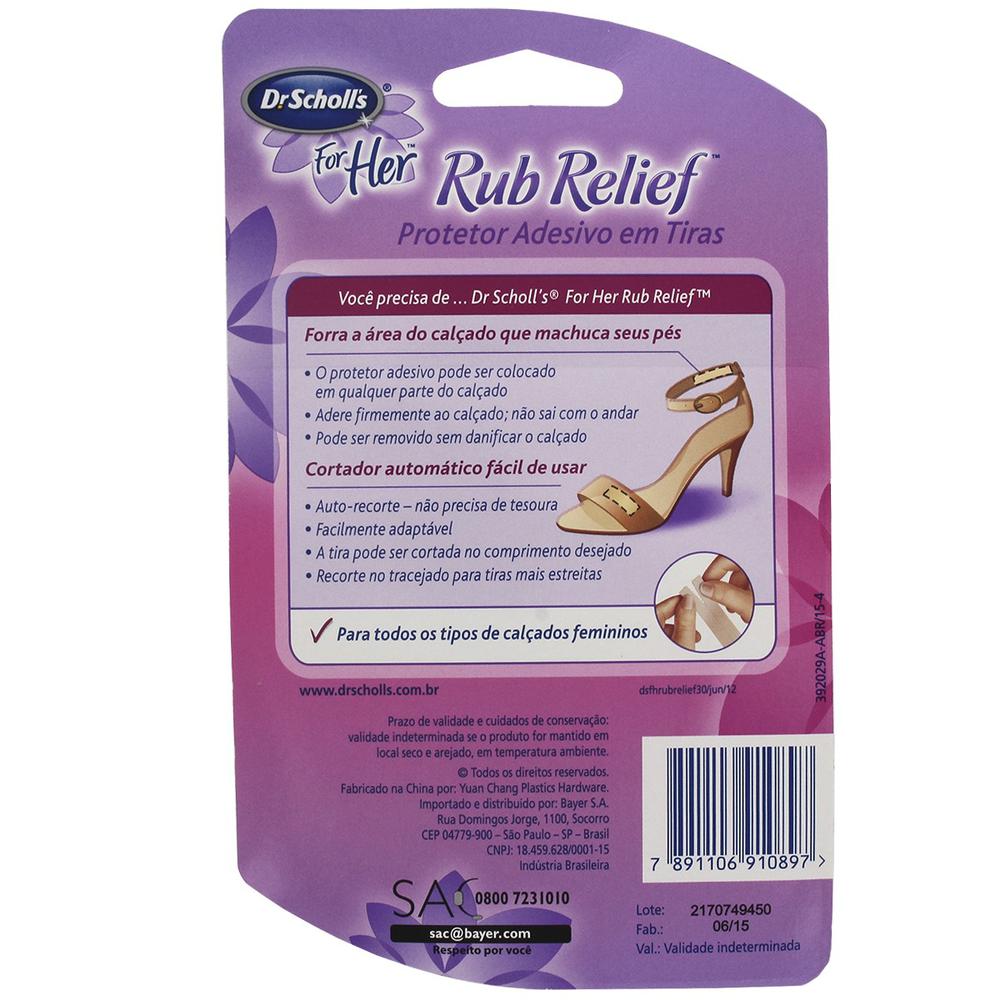 Dr.Scholl's®
For Her™
Rub Relief™
Protetor Adesivo em Tiras
Você precisa de ... Dr Scholl's® For Her Rub Relief™
Forra a área do calçado que machuca seus pés
• O protetor adesivo pode ser colocado
em qualquer parte do calçado
• Adere firmemente ao calçado; não sai com o andar
• Pode ser removido sem danificar o calçado
Cortador automático fácil de usar
• Auto-recorte – não precisa de tesoura
• Facilmente adaptável
• A tira pode ser cortada no comprimento desejado
• Recorte no tracejado para tiras mais estreitas
✓ Para todos os tipos de calçados femininos
www.drscholls.com.br
dsfhrubrelief30/jun/12
392029A-ABR/15-4
Prazo de validade e cuidados de conservação:
validade indeterminada se o produto for mantido em
local seco e arejado, em temperatura ambiente.
© Todos os direitos reservados.
Fabricado na China por: Yuan Chang Plastics Hardware.
Importado e distribuído por: Bayer S.A.
Rua Domingos Jorge, 1100, Socorro
CEP 04779-900 – São Paulo – SP – Brasil
CNPJ: 18.459.628/0001-15
Indústria Brasileira
7 891106 910897 >
SAC 0800 7231010
sac@bayer.com
Respeito por você
Lote: 2170749450
Fab.: 06/15
Val.: Validade indeterminada